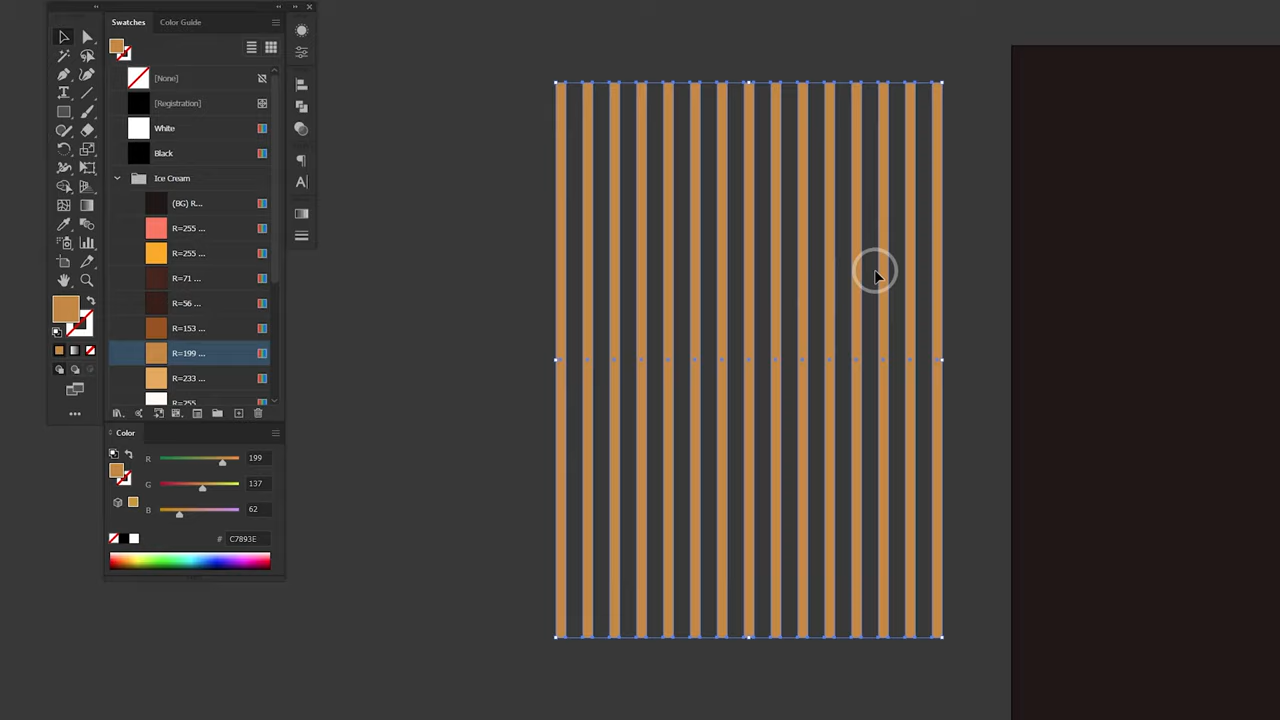 Swatches Color Guide
[None]
[Registration]
White
Black
Ice Cream
(BG) R...
R=255 ...
R=255 ...
R=71 ...
R=56 ...
R=153 ...
R=199 ...
R=233 ...
R=255
Color
R 199
G 137
B 62
# C7893E